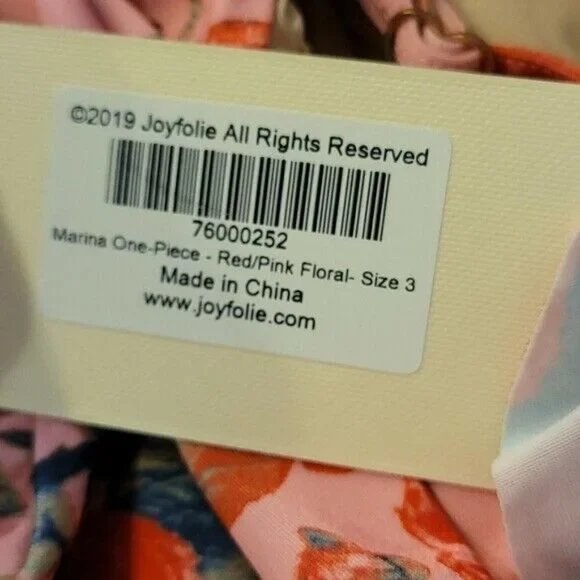 ©2019 Joyfolie All Rights Reserved
76000252
Marina One-Piece - Red/Pink Floral- Size 3
Made in China
www.joyfolie.com